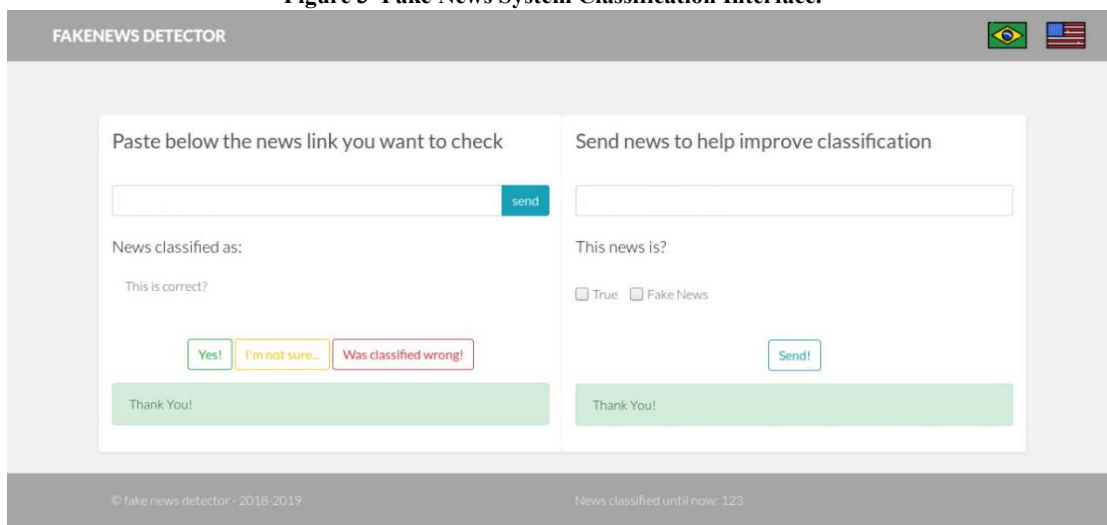 Figure 3 Fake News System Classification Interface.
FAKENEWS DETECTOR
Paste below the news link you want to check
send
News classified as:
This is correct?
Yes! I'm not sure... Was classified wrong!
Thank You!
Send news to help improve classification
This news is?
True Fake News
Send!
Thank You!
© fake news detector - 2018-2019
News classified until now: 123